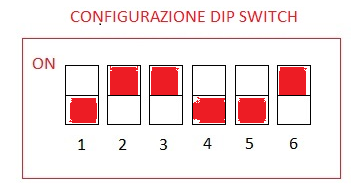 CONFIGURAZIONE DIP SWITCH
ON
1 2 3 4 5 6